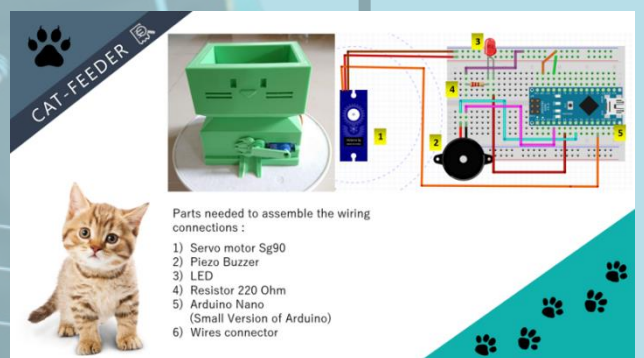 CAT-FEEDER
3
4
1
2
5
Parts needed to assemble the wiring
connections :
1) Servo motor Sg90
2) Piezo Buzzer
3) LED
4) Resistor 220 Ohm
5) Arduino Nano
(Small Version of Arduino)
6) Wires connector